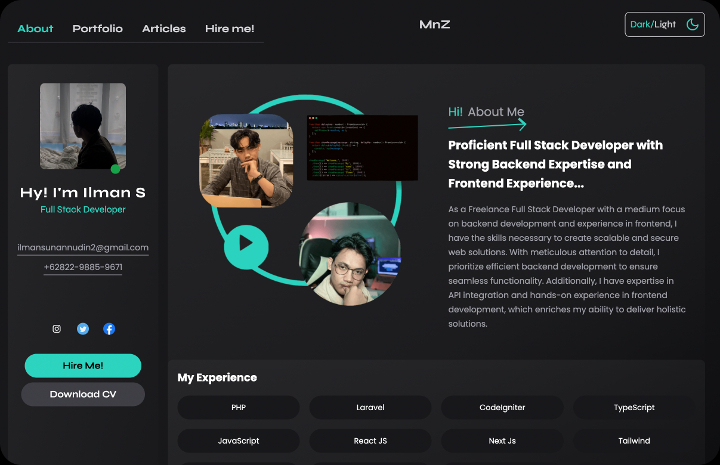 About Portfolio Articles Hire me!
MnZ
Dark/Light
Hy! I'm Ilman S
Full Stack Developer
ilmansunannudin2@gmail.com
+62822-9885-9671
Hire Me!
Download CV
Hi! About Me
Proficient Full Stack Developer with
Strong Backend Expertise and
Frontend Experience...
As a Freelance Full Stack Developer with a medium focus
on backend development and experience in frontend, I
have the skills necessary to create scalable and secure
web solutions. With meticulous attention to detail, I
prioritize efficient backend development to ensure
seamless functionality. Additionally, I have expertise in
API integration and hands-on experience in frontend
development, which enriches my ability to deliver holistic
solutions.
My Experience
PHP Laravel CodeIgniter TypeScript
JavaScript React JS Next Js Tailwind